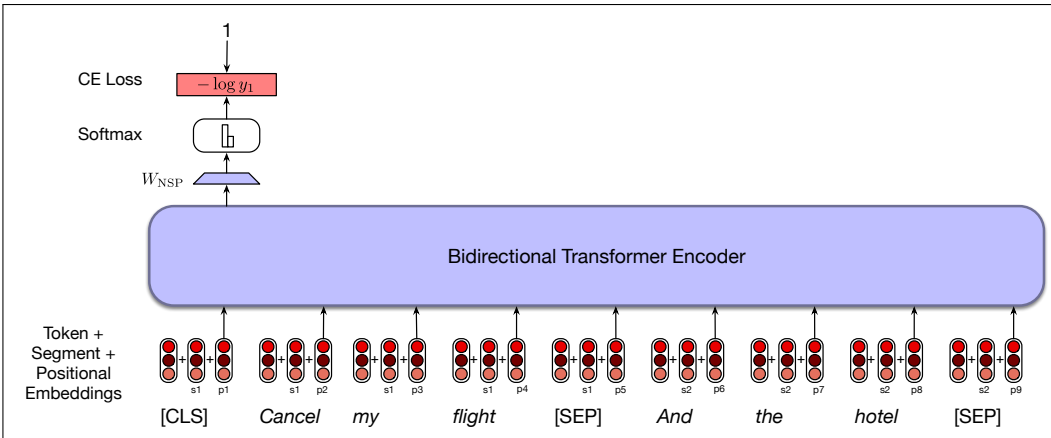 1
CE Loss
− log y₁
Softmax
W_NSP
Bidirectional Transformer Encoder
Token +
Segment +
Positional
Embeddings
+ + + + + + + + + + + + + + + + + +
s1 p1 s1 p2 s1 p3 s1 p4 s1 p5 s2 p6 s2 p7 s2 p8 s2 p9
[CLS] Cancel my flight [SEP] And the hotel [SEP]